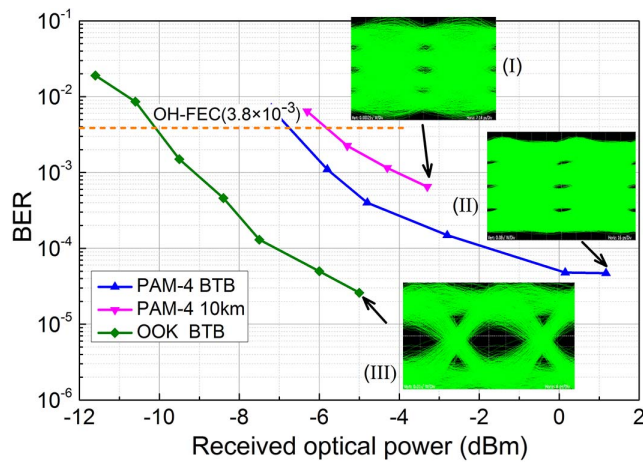 10⁻¹
10⁻²
10⁻³
10⁻⁴
10⁻⁵
10⁻⁶
BER
OH-FEC(3.8×10⁻³)
(I)
(II)
(III)
PAM-4 BTB
PAM-4 10km
OOK BTB
-12 -10 -8 -6 -4 -2 0 2
Received optical power (dBm)